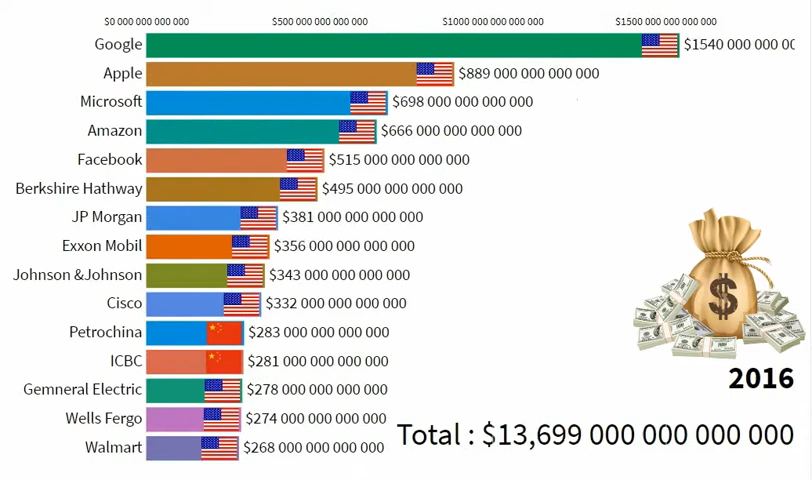 $0 000 000 000 000 $500 000 000 000 $1000 000 000 000 $1500 000 000 000 000
Google $1540 000 000 0
Apple $889 000 000 000 000
Microsoft $698 000 000 000 000
Amazon $666 000 000 000 000
Facebook $515 000 000 000 000
Berkshire Hathway $495 000 000 000 000
JP Morgan $381 000 000 000 000
Exxon Mobil $356 000 000 000 000
Johnson &Johnson $343 000 000 000 000
Cisco $332 000 000 000 000
Petrochina $283 000 000 000 000
ICBC $281 000 000 000 000
$
Gemneral Electric $278 000 000 000 000
2016
Wells Fergo $274 000 000 000 000
Total : $13,699 000 000 000 000
Walmart $268 000 000 000 000